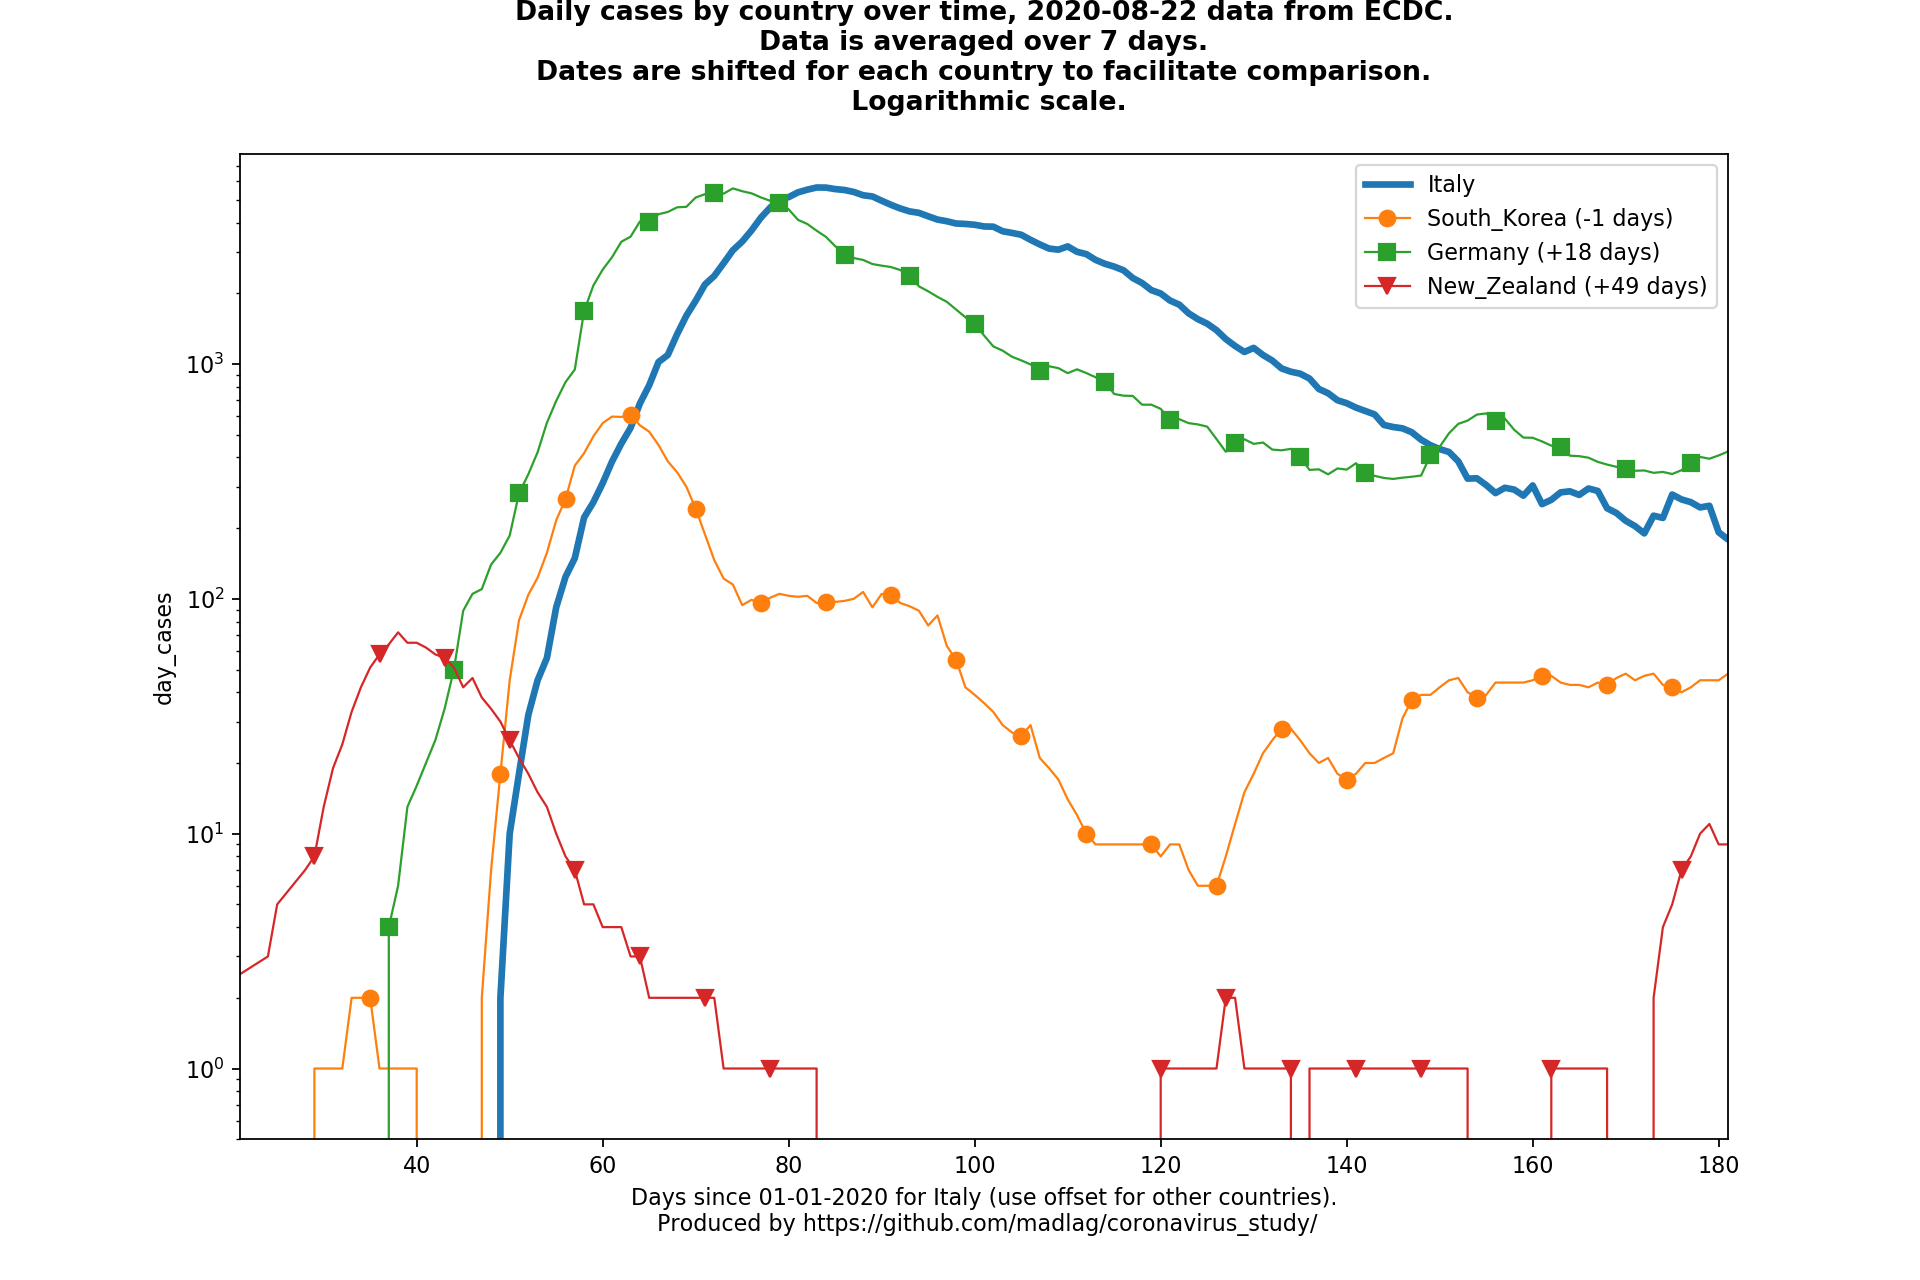 Daily cases by country over time, 2020-08-22 data from ECDC.
Data is averaged over 7 days.
Dates are shifted for each country to facilitate comparison.
Logarithmic scale.
Italy
South_Korea (-1 days)
Germany (+18 days)
New_Zealand (+49 days)
day_cases
10³
10²
10¹
10⁰
40 60 80 100 120 140 160 180
Days since 01-01-2020 for Italy (use offset for other countries).
Produced by https://github.com/madlag/coronavirus_study/